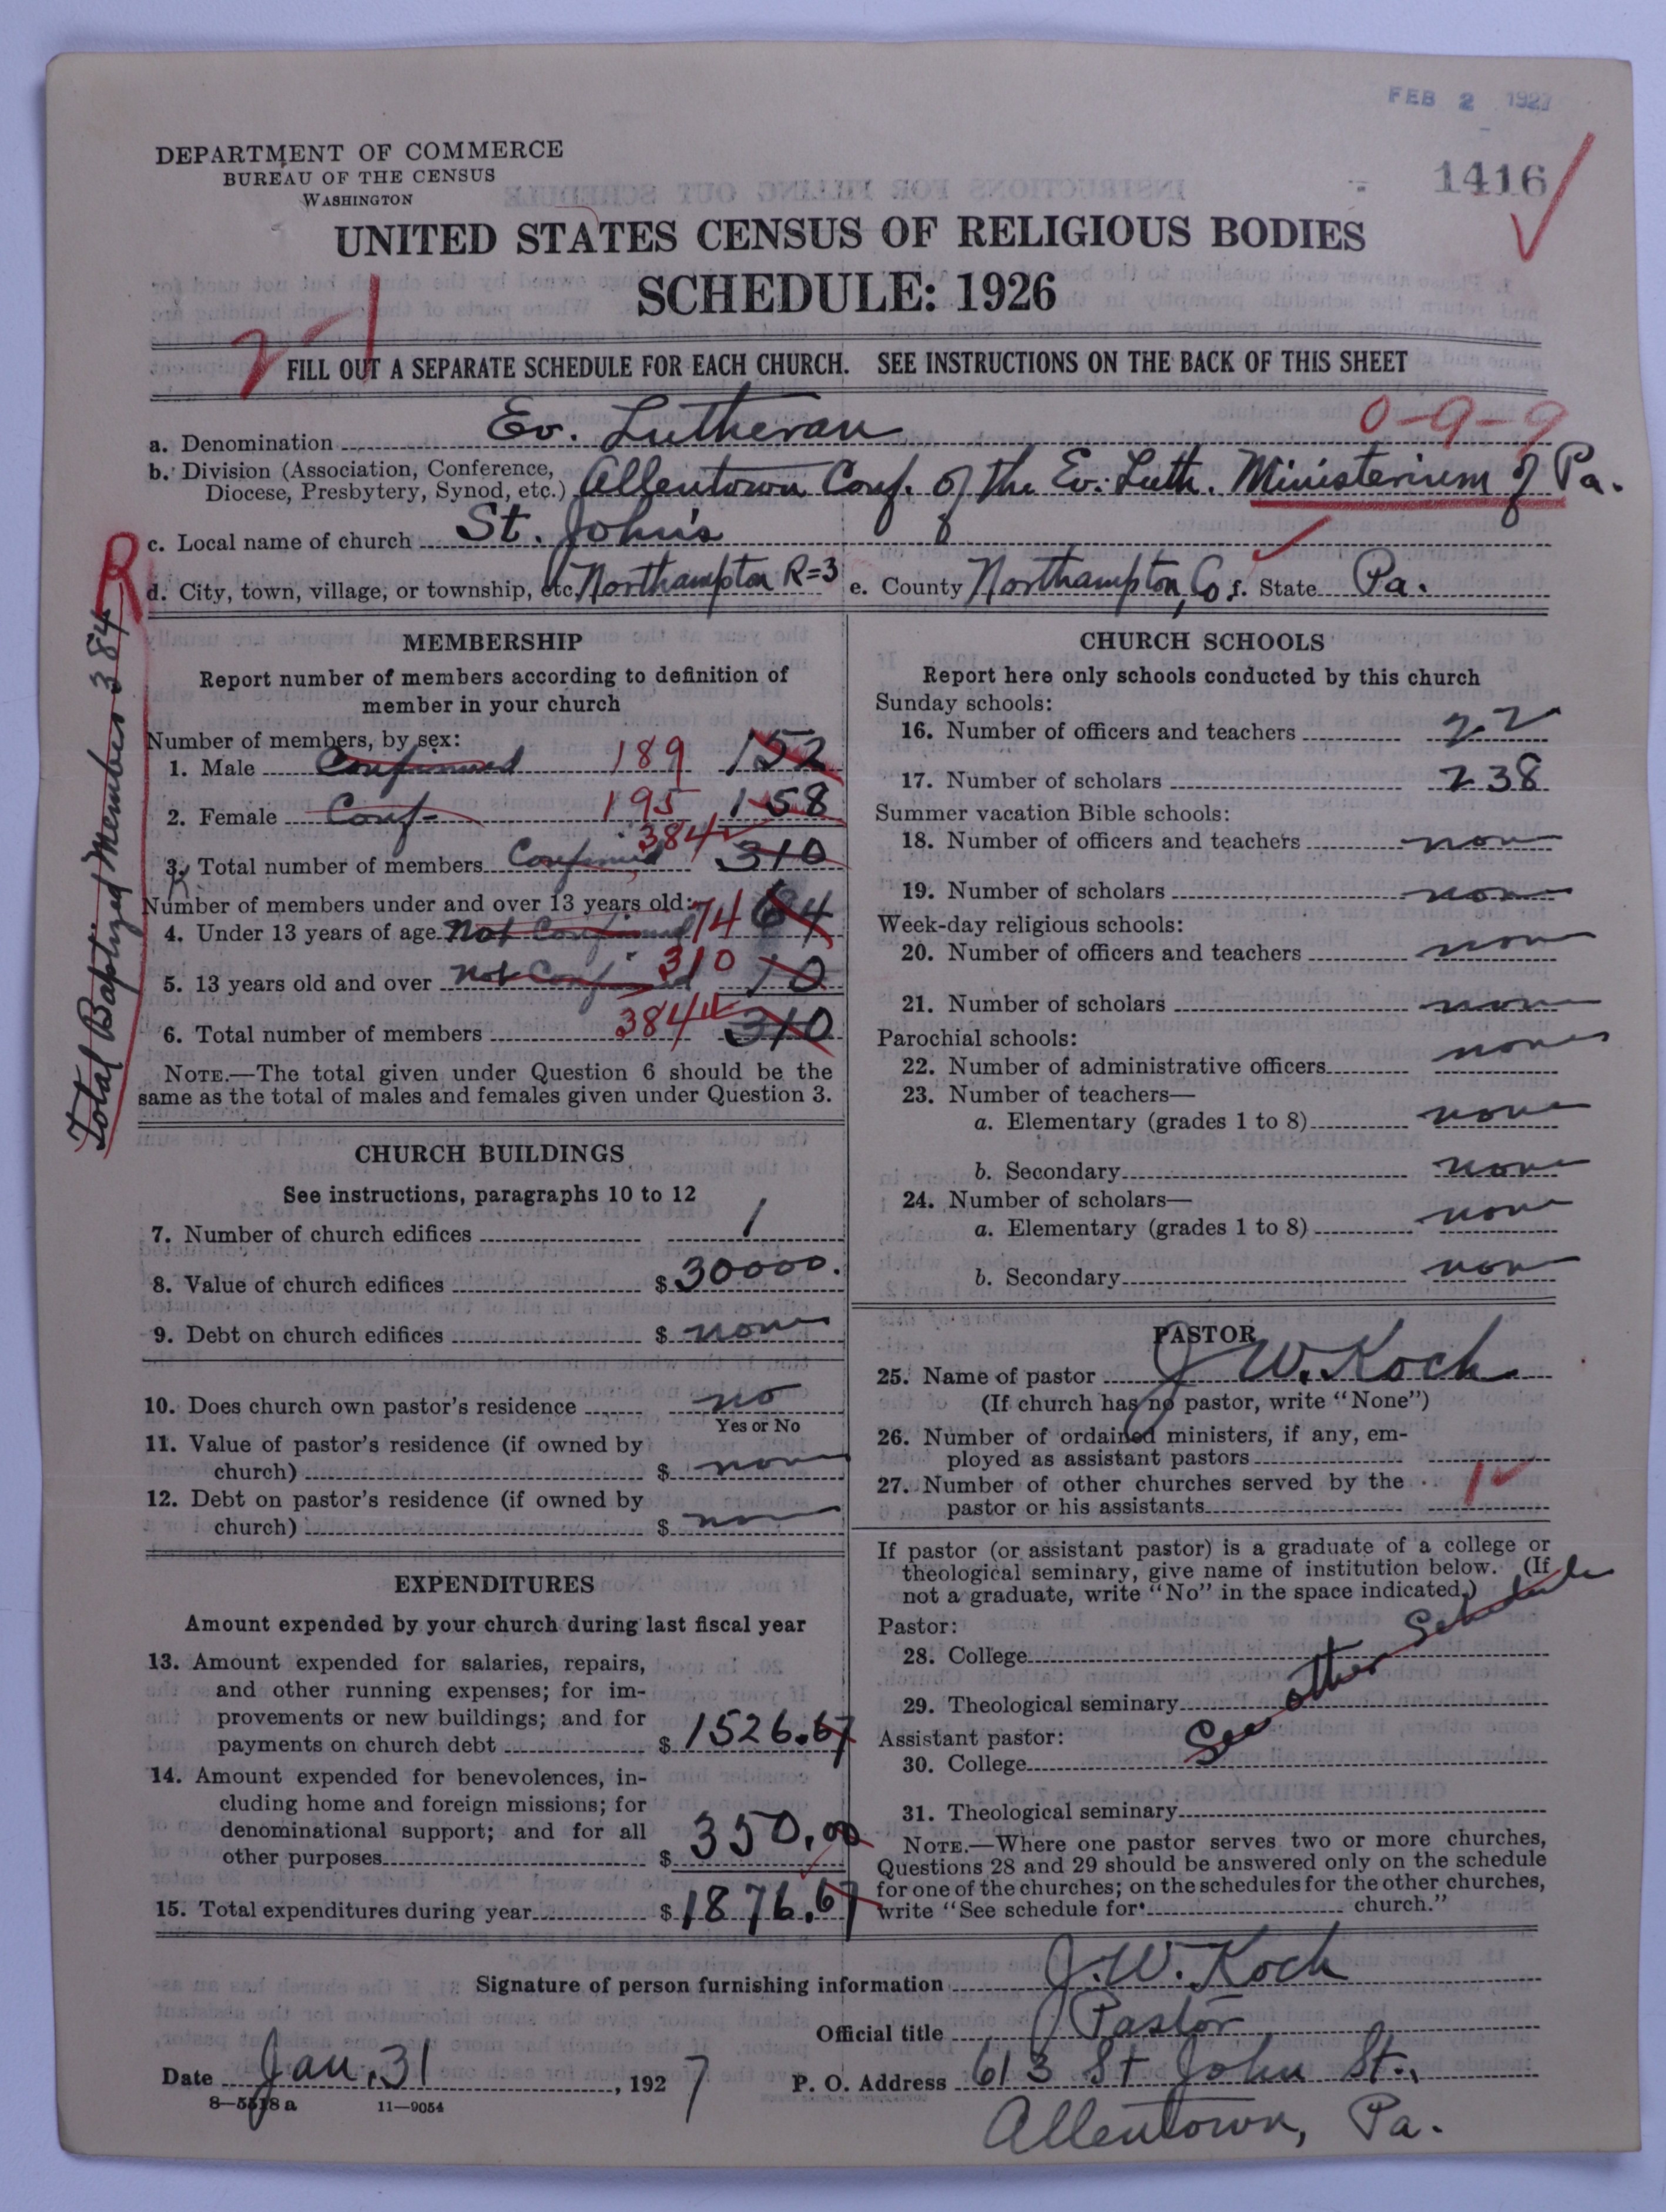 FEB 2 1927
DEPARTMENT OF COMMERCE
BUREAU OF THE CENSUS
WASHINGTON
1416
UNITED STATES CENSUS OF RELIGIOUS BODIES
SCHEDULE: 1926
FILL OUT A SEPARATE SCHEDULE FOR EACH CHURCH. SEE INSTRUCTIONS ON THE BACK OF THIS SHEET
0-9-9
a. Denomination Ev. Lutheran
b. Division (Association, Conference,
Diocese, Presbytery, Synod, etc.) Allentown Conf. of the Ev. Luth. Ministerium of Pa.
c. Local name of church St. John's
d. City, town, village, or township, etc. Northampton R=3 e. County Northampton, Co f. State Pa.
R
Total Baptized Members 384
MEMBERSHIP
Report number of members according to definition of
member in your church
Number of members, by sex:
1. Male Confirmed 189 152
2. Female Conf- 195 158
3. Total number of members Confirmed 384 310
Number of members under and over 13 years old:
4. Under 13 years of age Not Confirmed 74 64
5. 13 years old and over not Confirmed 310 10
6. Total number of members 384 310
NOTE.—The total given under Question 6 should be the
same as the total of males and females given under Question 3.
CHURCH BUILDINGS
See instructions, paragraphs 10 to 12
7. Number of church edifices 1
8. Value of church edifices $ 30000.
9. Debt on church edifices $ none
10. Does church own pastor's residence no
Yes or No
11. Value of pastor's residence (if owned by
church) $ none
12. Debt on pastor's residence (if owned by
church) $ none
EXPENDITURES
Amount expended by your church during last fiscal year
13. Amount expended for salaries, repairs,
and other running expenses; for im-
provements or new buildings; and for
payments on church debt $ 1526.67
14. Amount expended for benevolences, in-
cluding home and foreign missions; for
denominational support; and for all
other purposes $ 350.00
15. Total expenditures during year $ 1876.67
CHURCH SCHOOLS
Report here only schools conducted by this church
Sunday schools:
16. Number of officers and teachers 22
17. Number of scholars 238
Summer vacation Bible schools:
18. Number of officers and teachers none
19. Number of scholars none
Week-day religious schools:
20. Number of officers and teachers none
21. Number of scholars none
Parochial schools:
22. Number of administrative officers none
23. Number of teachers—
a. Elementary (grades 1 to 8) none
b. Secondary none
24. Number of scholars—
a. Elementary (grades 1 to 8) none
b. Secondary none
PASTOR
25. Name of pastor J. W. Koch
(If church has no pastor, write "None")
26. Number of ordained ministers, if any, em-
ployed as assistant pastors
27. Number of other churches served by the
pastor or his assistants 1
If pastor (or assistant pastor) is a graduate of a college or
theological seminary, give name of institution below. (If
not a graduate, write "No" in the space indicated.)
Pastor:
28. College
29. Theological seminary
See other Schedule
Assistant pastor:
30. College
31. Theological seminary
NOTE.—Where one pastor serves two or more churches,
Questions 28 and 29 should be answered only on the schedule
for one of the churches; on the schedules for the other churches,
write "See schedule for church."
Signature of person furnishing information J. W. Koch
Official title Pastor
Date Jan. 31, 1927 P. O. Address 613 St John St.,
Allentown, Pa.
8—5518a 11—9054